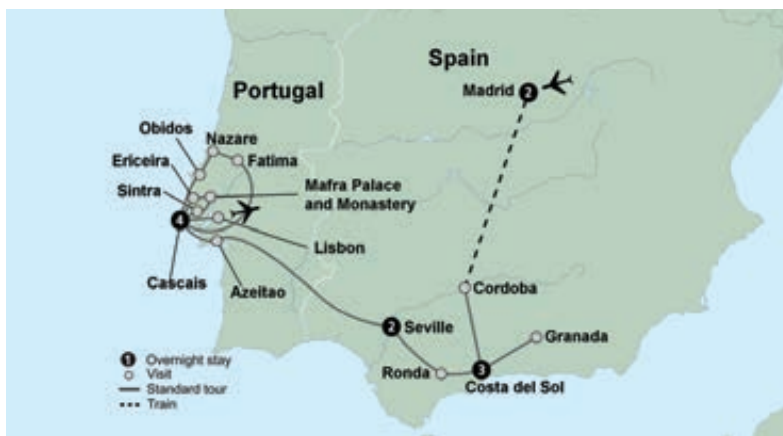 Spain
Madrid 2
Portugal
Obidos
Nazare
Ericeira
Fatima
Sintra
Mafra Palace
and Monastery
4
Lisbon
Cascais
Azeitao
Cordoba
2 Seville
Granada
Ronda
3
Costa del Sol
1 Overnight stay
Visit
Standard tour
Train